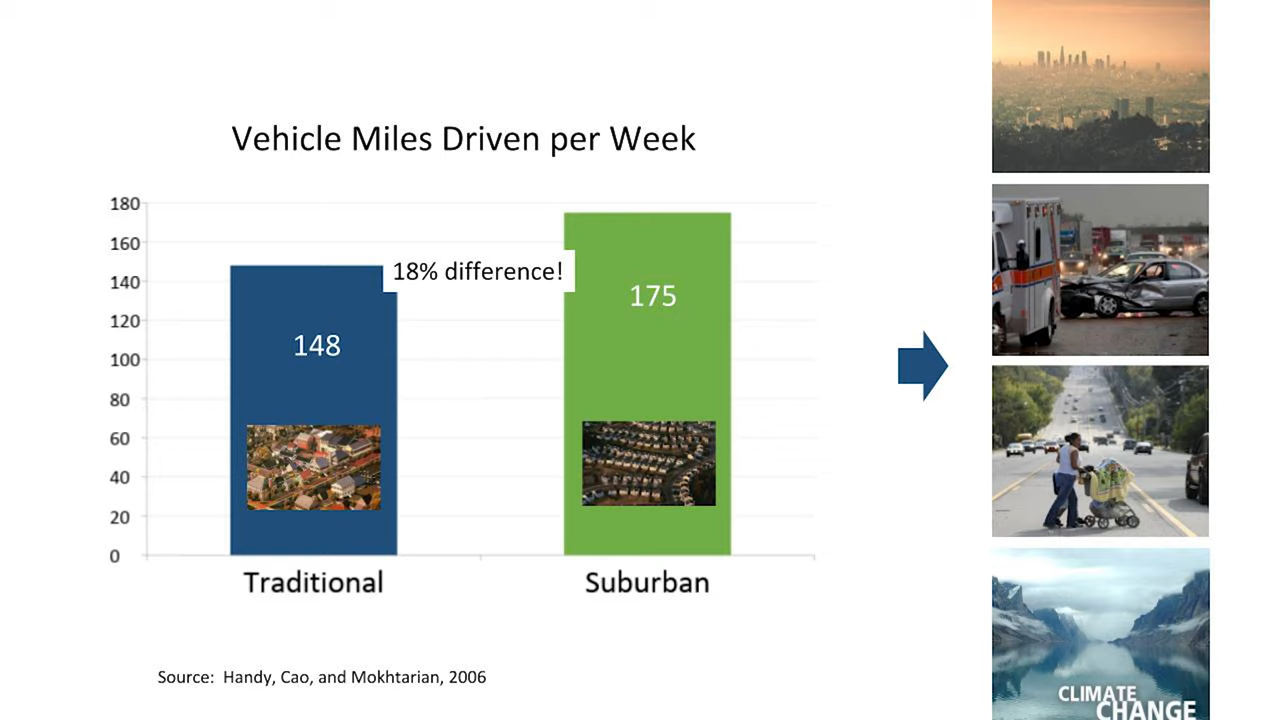 Vehicle Miles Driven per Week
180
160
140
120
100
80
60
40
20
0
18% difference!
148
175
Traditional
Suburban
Source: Handy, Cao, and Mokhtarian, 2006
CLIMATE
CHANGE